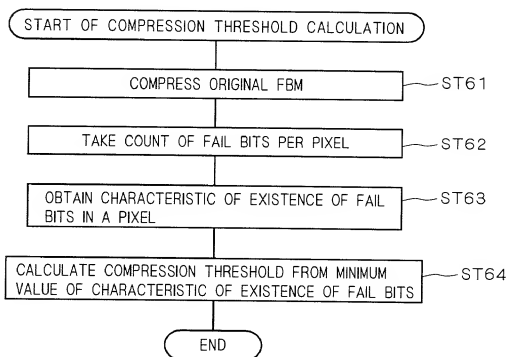 START OF COMPRESSION THRESHOLD CALCULATION
COMPRESS ORIGINAL FBM
ST61
TAKE COUNT OF FAIL BITS PER PIXEL
ST62
OBTAIN CHARACTERISTIC OF EXISTENCE OF FAIL
BITS IN A PIXEL
ST63
CALCULATE COMPRESSION THRESHOLD FROM MINIMUM
VALUE OF CHARACTERISTIC OF EXISTENCE OF FAIL BITS
ST64
END